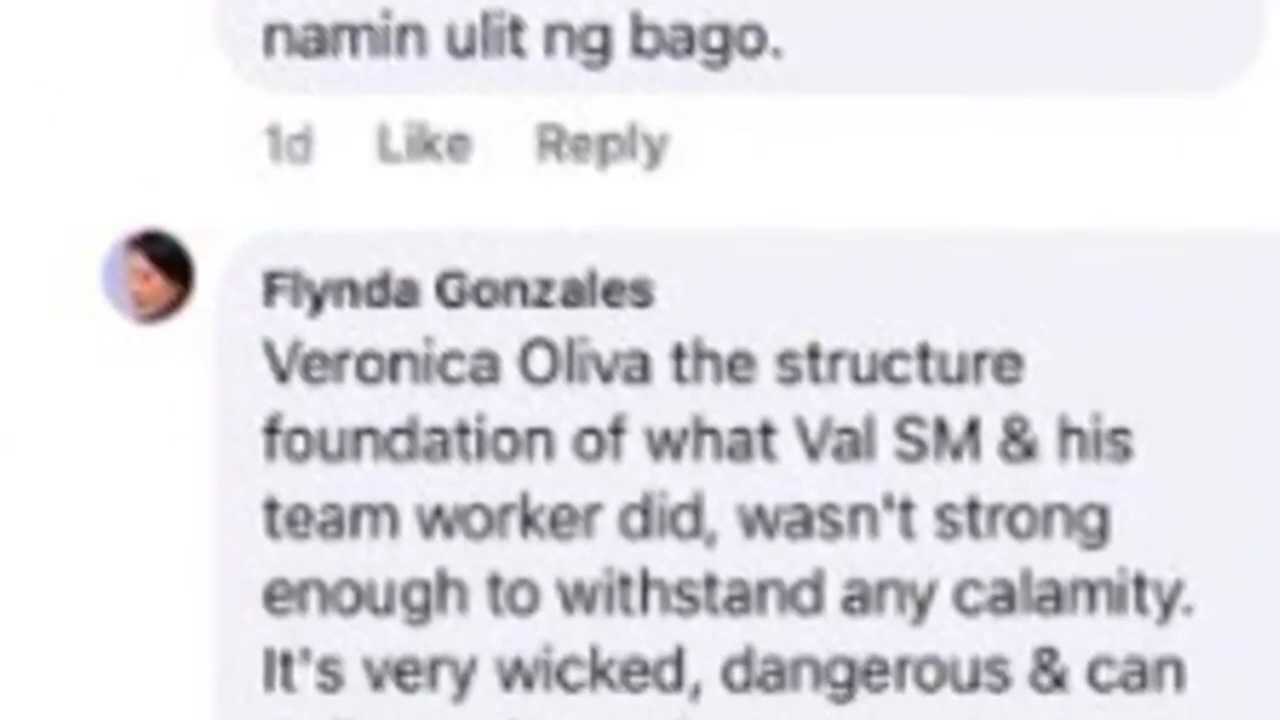 namin ulit ng bago.
1d Like Reply
Flynda Gonzales
Veronica Oliva the structure
foundation of what Val SM & his
team worker did, wasn't strong
enough to withstand any calamity.
It's very wicked, dangerous & can